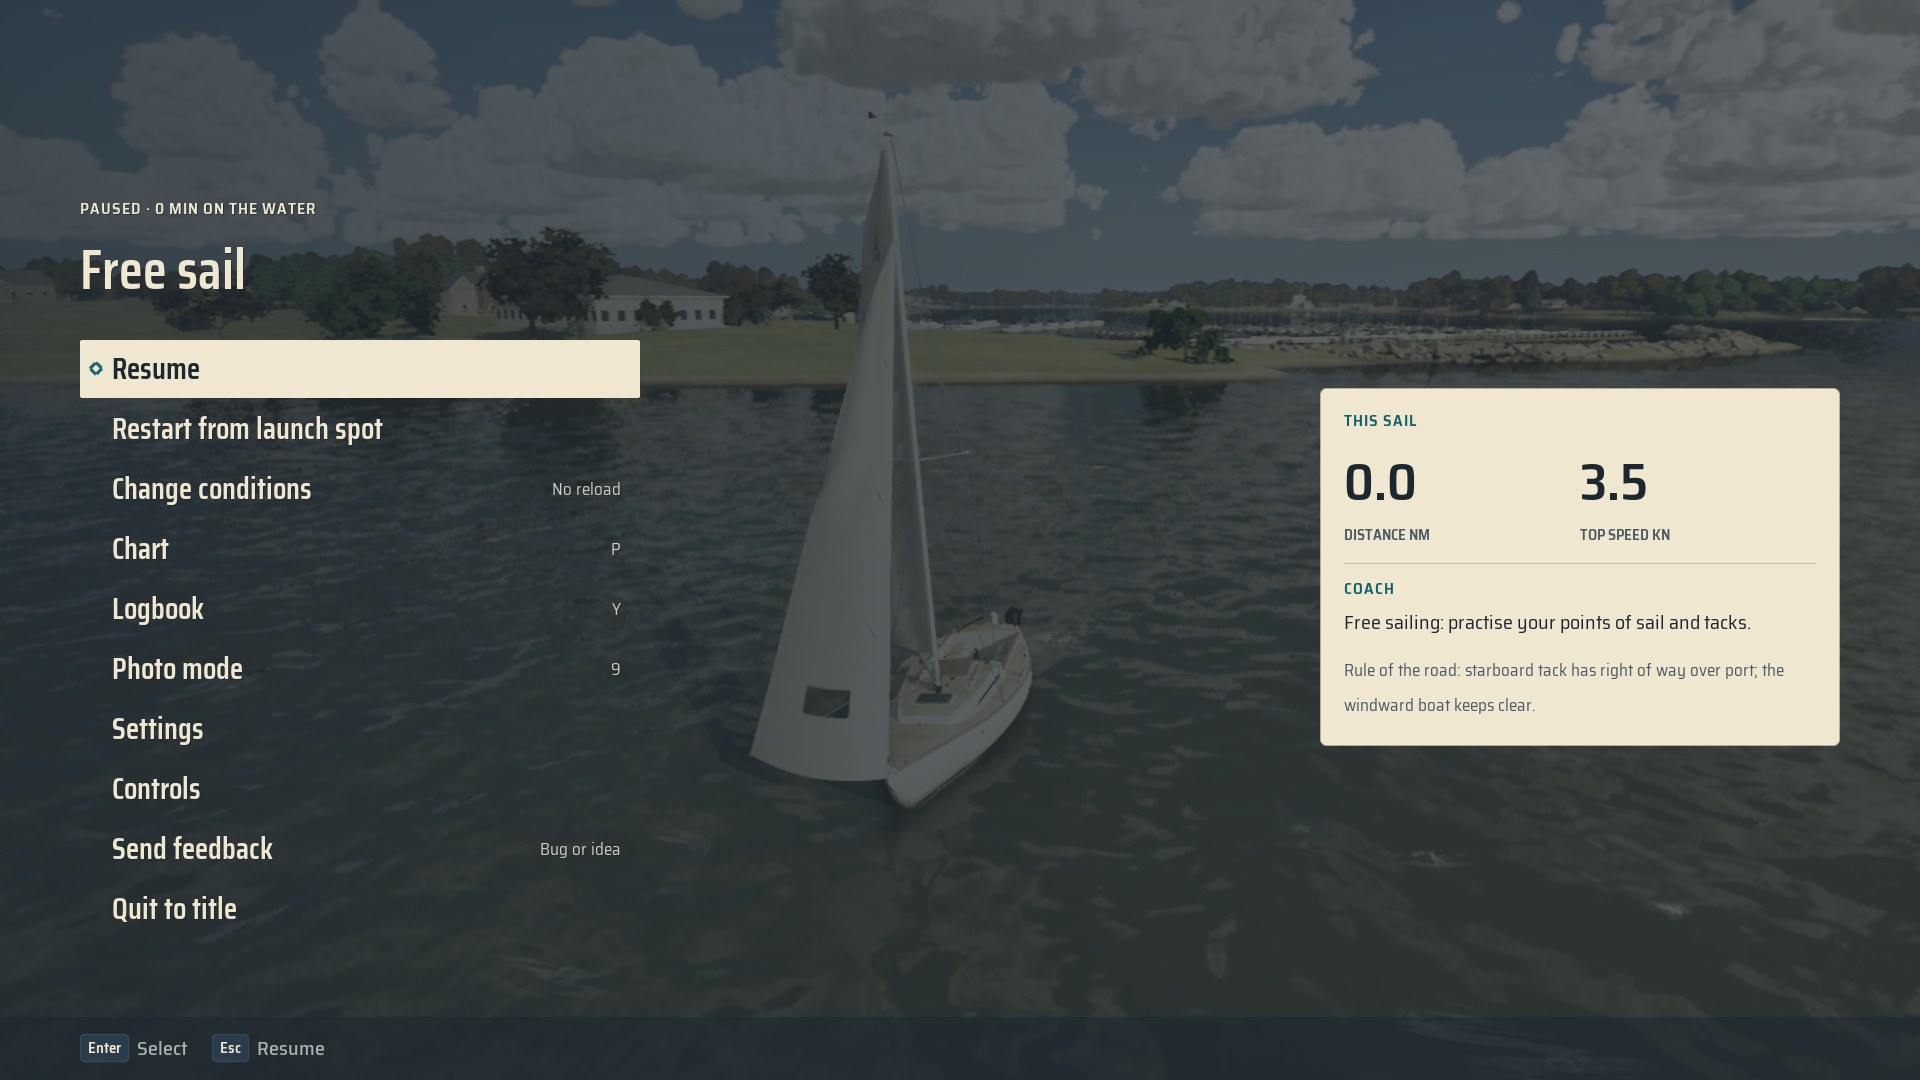 PAUSED · 0 MIN ON THE WATER
Free sail
Resume
Restart from launch spot
Change conditions No reload
Chart P
Logbook Y
Photo mode 9
Settings
Controls
Send feedback Bug or idea
Quit to title
THIS SAIL
0.0 3.5
DISTANCE NM TOP SPEED KN
COACH
Free sailing: practise your points of sail and tacks.
Rule of the road: starboard tack has right of way over port; the
windward boat keeps clear.
Enter Select Esc Resume